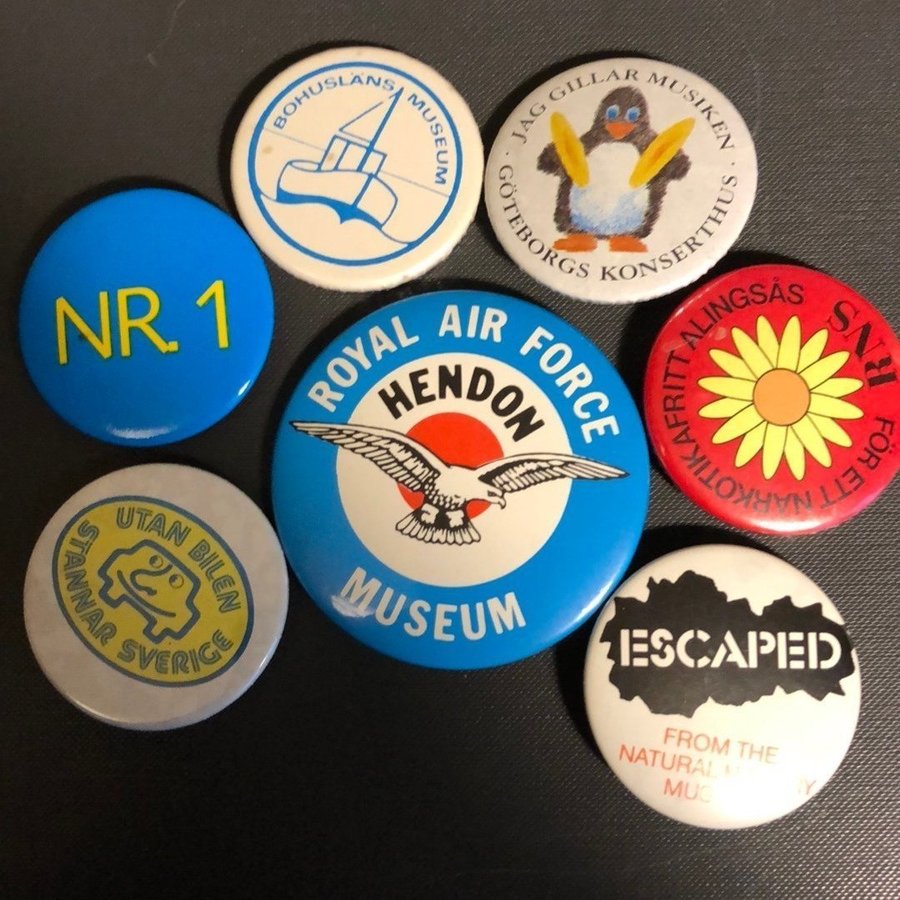 BOHUSLÄNS MUSEUM
· JAG GILLAR MUSIKEN ·
GÖTEBORGS KONSERTHUS
NR. 1
ROYAL AIR FORCE
HENDON
MUSEUM
RNS
FÖR ETT NARKOTIKAFRITT ALINGSÅS
UTAN BILEN
STANNAR SVERIGE
ESCAPED
FROM THE
NATURAL